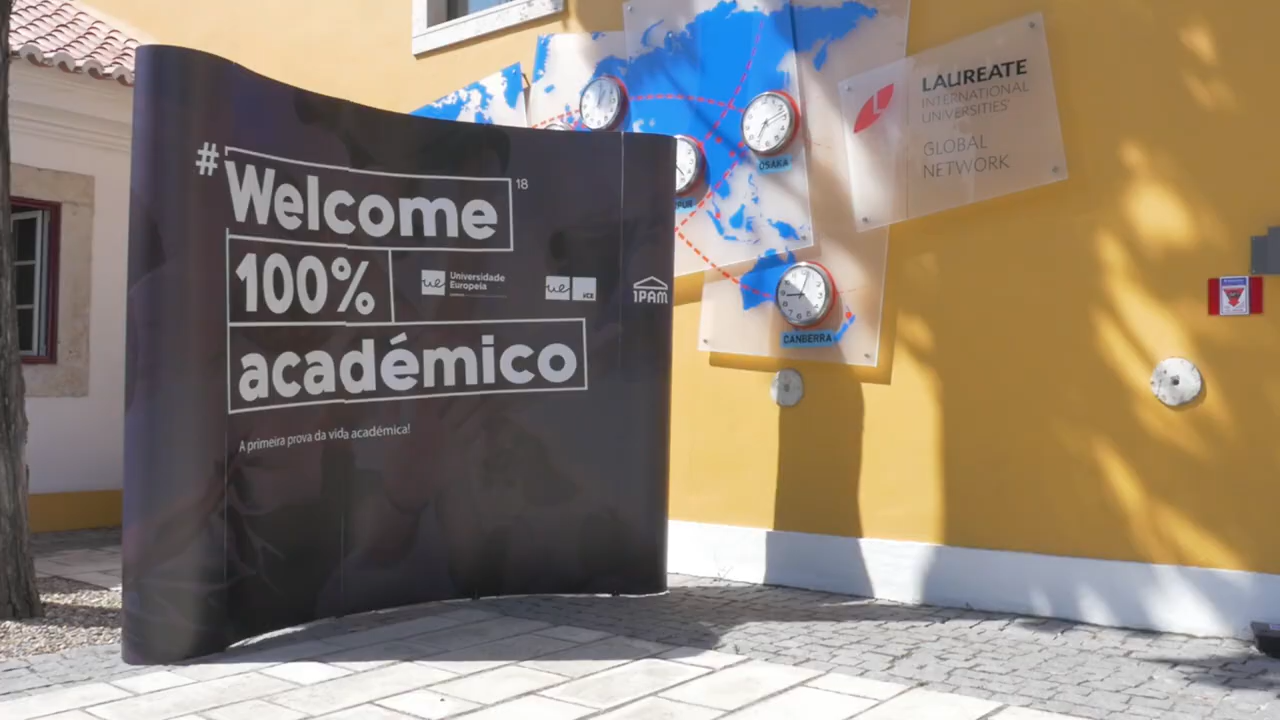 #Welcome 18
100%
académico
Universidade
Europeia
ue
IPAM
A primeira prova da vida académica!
LAUREATE
INTERNATIONAL
UNIVERSITIES
GLOBAL
NETWORK
OSAKA
CANBERRA